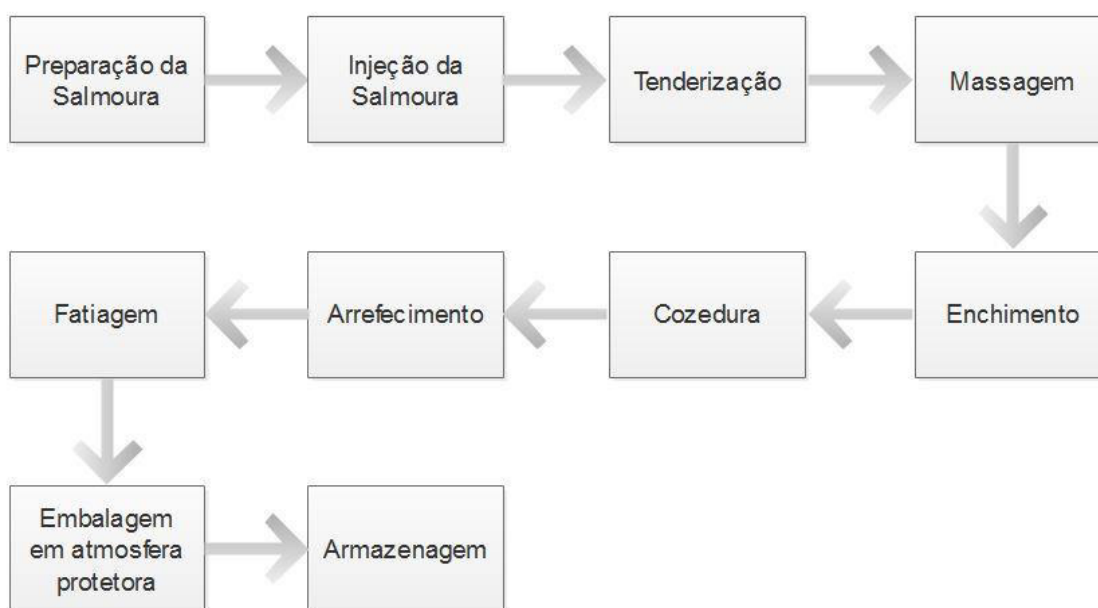 Preparação da
Salmoura
Injeção da
Salmoura
Tenderização
Massagem
Enchimento
Cozedura
Arrefecimento
Fatiagem
Embalagem
em atmosfera
protetora
Armazenagem